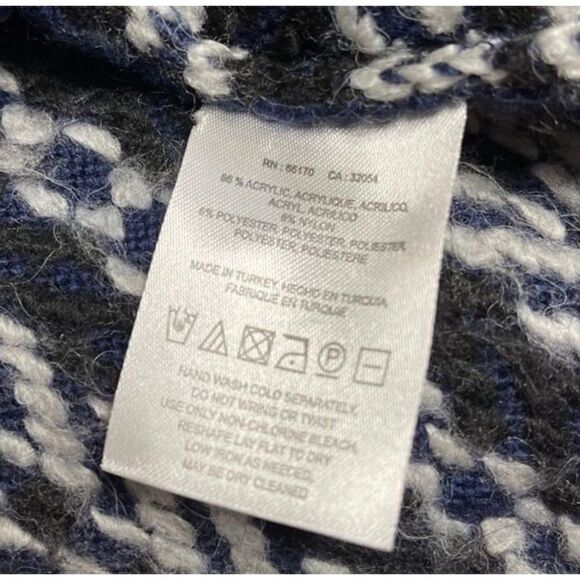 RN : 66170 CA : 32054
86 % ACRYLIC, ACRYLIQUE, ACRILICO,
ACRYL, ACRILICO
6% NYLON
6% POLYESTER, POLYESTER, POLIESTER,
POLYESTER, POLIESTERE
MADE IN TURKEY, HECHO EN TURQUIA
FABRIQUÉ EN TURQUIE
P
HAND WASH COLD SEPARATELY,
DO NOT WRING OR TWIST
USE ONLY NON-CHLORINE BLEACH,
RESHAPE LAY FLAT TO DRY
LOW IRON AS NEEDED,
MAY BE DRY CLEANED